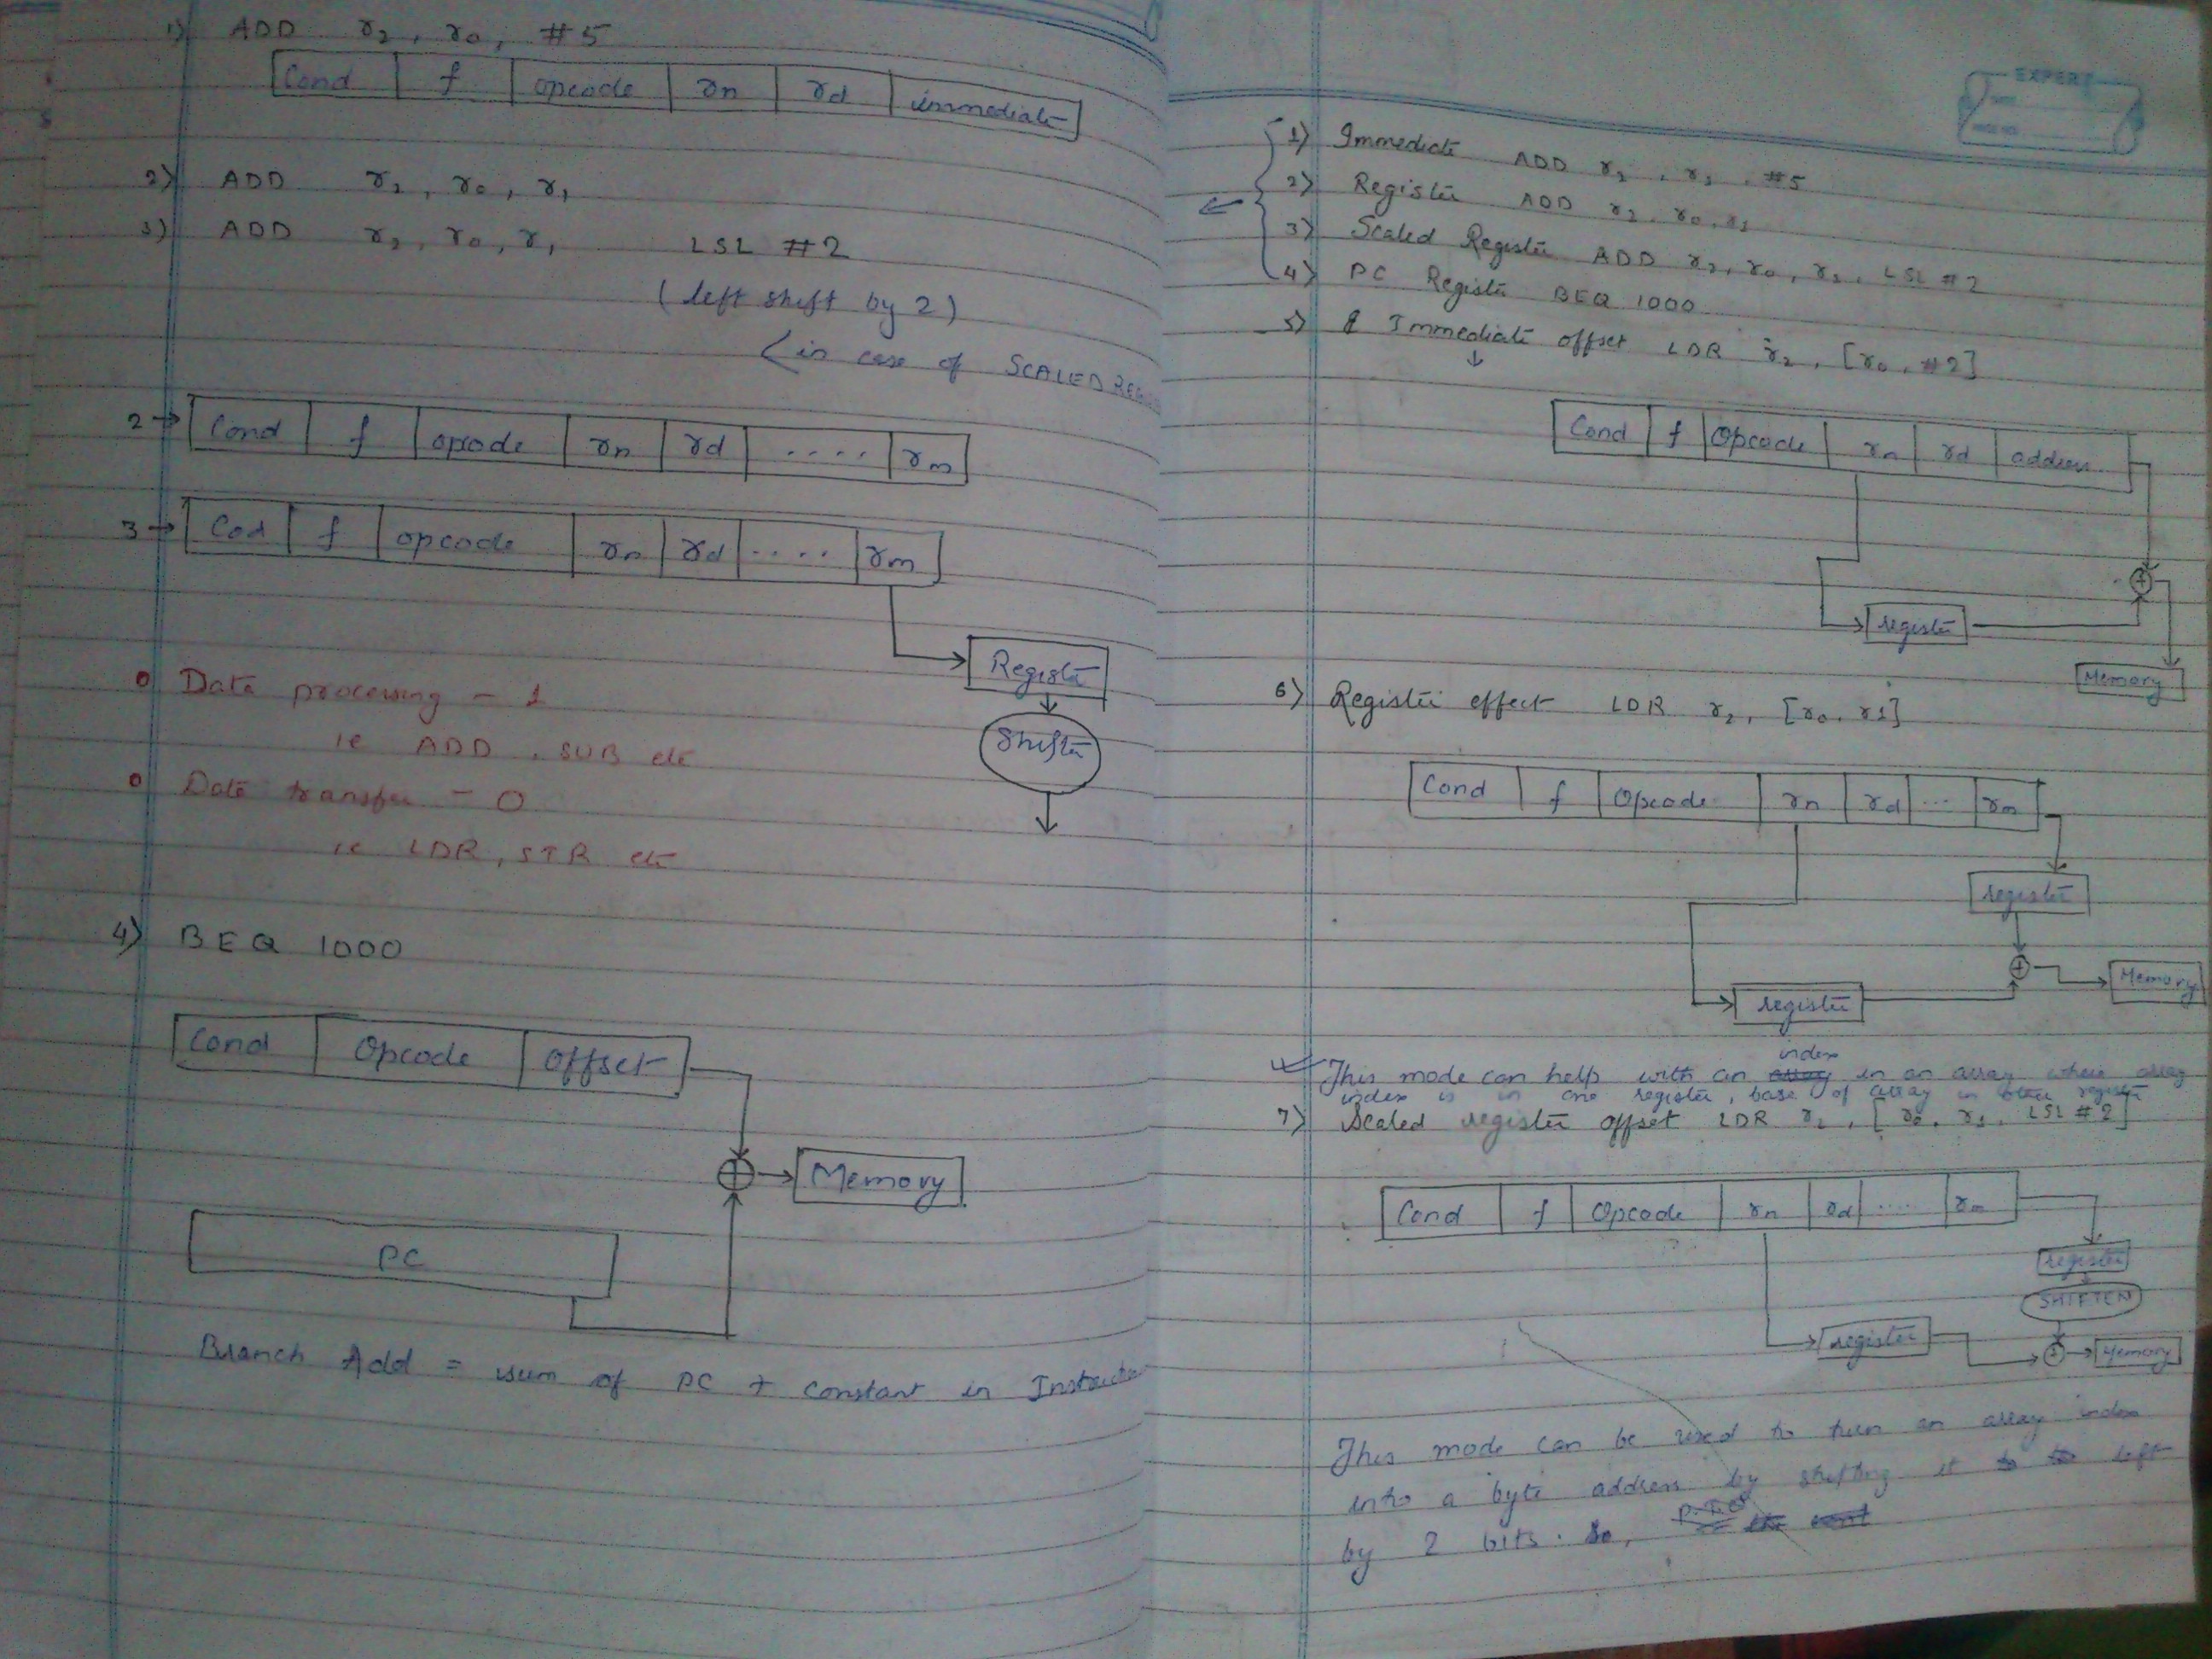 1) ADD r2, r0, #5
Cond f opcode rn rd immediate
2) ADD r2, r0, r1
3) ADD r2, r0, r1 LSL #2
(left shift by 2)
<in case of SCALED REG
2→ Cond f opcode rn rd .... rm
3→ Cod f opcode rn rd .... rm
Register
Shifter
Data processing - 1
ie ADD, SUB etc
Data transfer - 0
ie LDR, STR etc
4) BEQ 1000
Cond Opcode Offset
Memory
PC
Branch Add = sum of PC + constant in
EXPERT
1) Immediate ADD r2, r1, #5
2) Register ADD r2, r0, r1
3) Scaled Register ADD r2, r0, r1, LSL #2
4) PC Register BEQ 1000
5) Immediate offset LDR r2, [r0, #2]
Cond f Opcode rn rd address
register
Memory
6) Register effect LDR r2, [r0, r1]
Cond f Opcode rn rd ... rm
register
register Memory
index
This mode can help with an array in an array where array
index is in one register, base of array in other register
7) Scaled register offset LDR r2, [r0, r1, LSL #2]
Cond f Opcode rn rd ..... rm
register
SHIFTER
register Memory
This mode can be used to turn an array index
into a byte address by shifting it to left
by 2 bits. So,